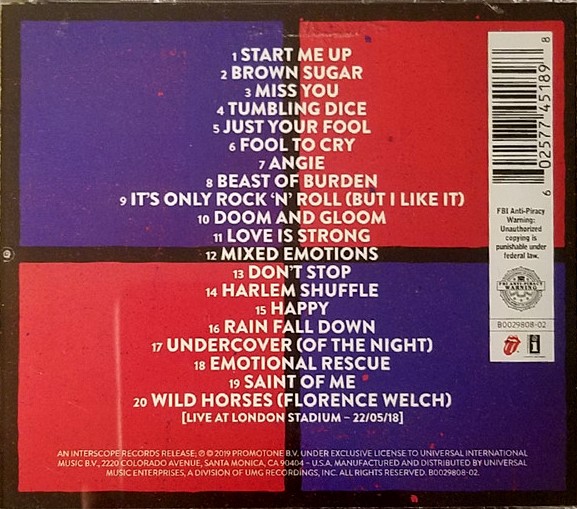 1 START ME UP
2 BROWN SUGAR
3 MISS YOU
4 TUMBLING DICE
5 JUST YOUR FOOL
6 FOOL TO CRY
7 ANGIE
8 BEAST OF BURDEN
9 IT'S ONLY ROCK 'N' ROLL (BUT I LIKE IT)
10 DOOM AND GLOOM
11 LOVE IS STRONG
12 MIXED EMOTIONS
13 DON'T STOP
14 HARLEM SHUFFLE
15 HAPPY
16 RAIN FALL DOWN
17 UNDERCOVER (OF THE NIGHT)
18 EMOTIONAL RESCUE
19 SAINT OF ME
20 WILD HORSES (FLORENCE WELCH)
[LIVE AT LONDON STADIUM – 22/05/18]
AN INTERSCOPE RECORDS RELEASE; ℗ © 2019 PROMOTONE B.V. UNDER EXCLUSIVE LICENSE TO UNIVERSAL INTERNATIONAL
MUSIC B.V., 2220 COLORADO AVENUE, SANTA MONICA, CA 90404 – U.S.A. MANUFACTURED AND DISTRIBUTED BY UNIVERSAL
MUSIC ENTERPRISES, A DIVISION OF UMG RECORDINGS, INC. ALL RIGHTS RESERVED. B0029808-02.
6 02577 45189 8
FBI Anti-Piracy
Warning:
Unauthorized
copying is
punishable under
federal law.
FBI ANTI-PIRACY
WARNING
B0029808-02
i